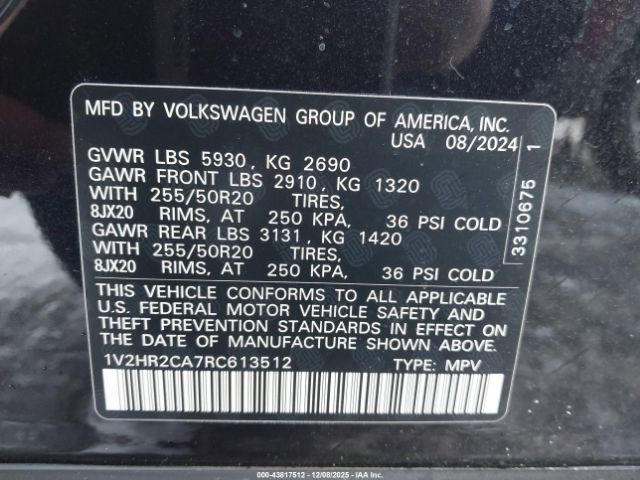 MFD BY VOLKSWAGEN GROUP OF AMERICA, INC.
USA 08/2024
GVWR LBS 5930, KG 2690
GAWR FRONT LBS 2910, KG 1320
WITH 255/50R20 TIRES,
8JX20 RIMS, AT 250 KPA, 36 PSI COLD
GAWR REAR LBS 3131, KG 1420
WITH 255/50R20 TIRES,
8JX20 RIMS, AT 250 KPA, 36 PSI COLD
THIS VEHICLE CONFORMS TO ALL APPLICABLE
U.S. FEDERAL MOTOR VEHICLE SAFETY AND
THEFT PREVENTION STANDARDS IN EFFECT ON
THE DATE OF MANUFACTURE SHOWN ABOVE.
1V2HR2CA7RC613512 TYPE: MPV
3310675 1
000-43817512 - 12/08/2025 - IAAI.COM